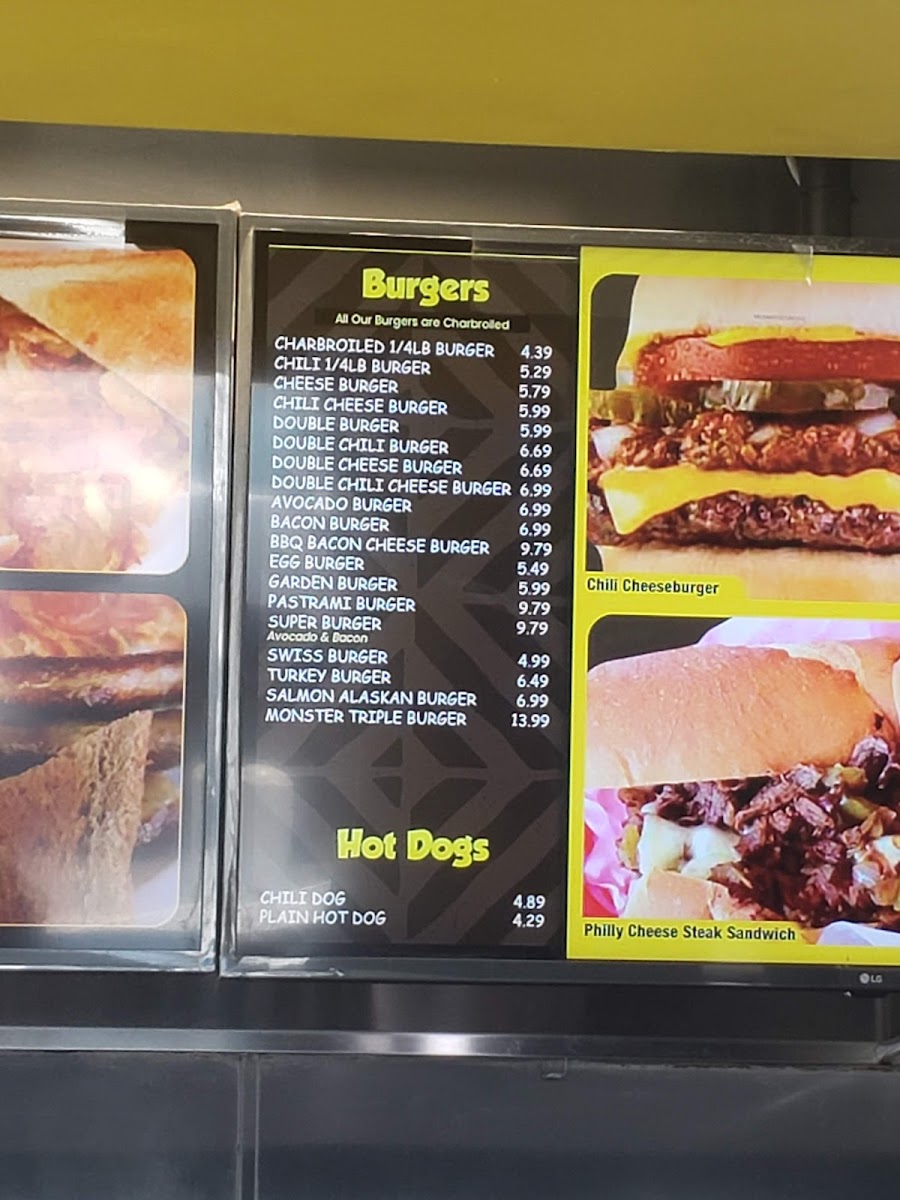 Burgers
All Our Burgers are Charbroiled
CHARBROILED 1/4LB BURGER 4.39
CHILI 1/4LB BURGER 5.29
CHEESE BURGER 5.79
CHILI CHEESE BURGER 5.99
DOUBLE BURGER 5.99
DOUBLE CHILI BURGER 6.69
DOUBLE CHEESE BURGER 6.69
DOUBLE CHILI CHEESE BURGER 6.99
AVOCADO BURGER 6.99
BACON BURGER 6.99
BBQ BACON CHEESE BURGER 9.79
EGG BURGER 5.49
GARDEN BURGER 5.99
PASTRAMI BURGER 9.79
SUPER BURGER 9.79
Avocado & Bacon
SWISS BURGER 4.99
TURKEY BURGER 6.49
SALMON ALASKAN BURGER 6.99
MONSTER TRIPLE BURGER 13.99
Hot Dogs
CHILI DOG 4.89
PLAIN HOT DOG 4.29
Chili Cheeseburger
Philly Cheese Steak Sandwich
LG